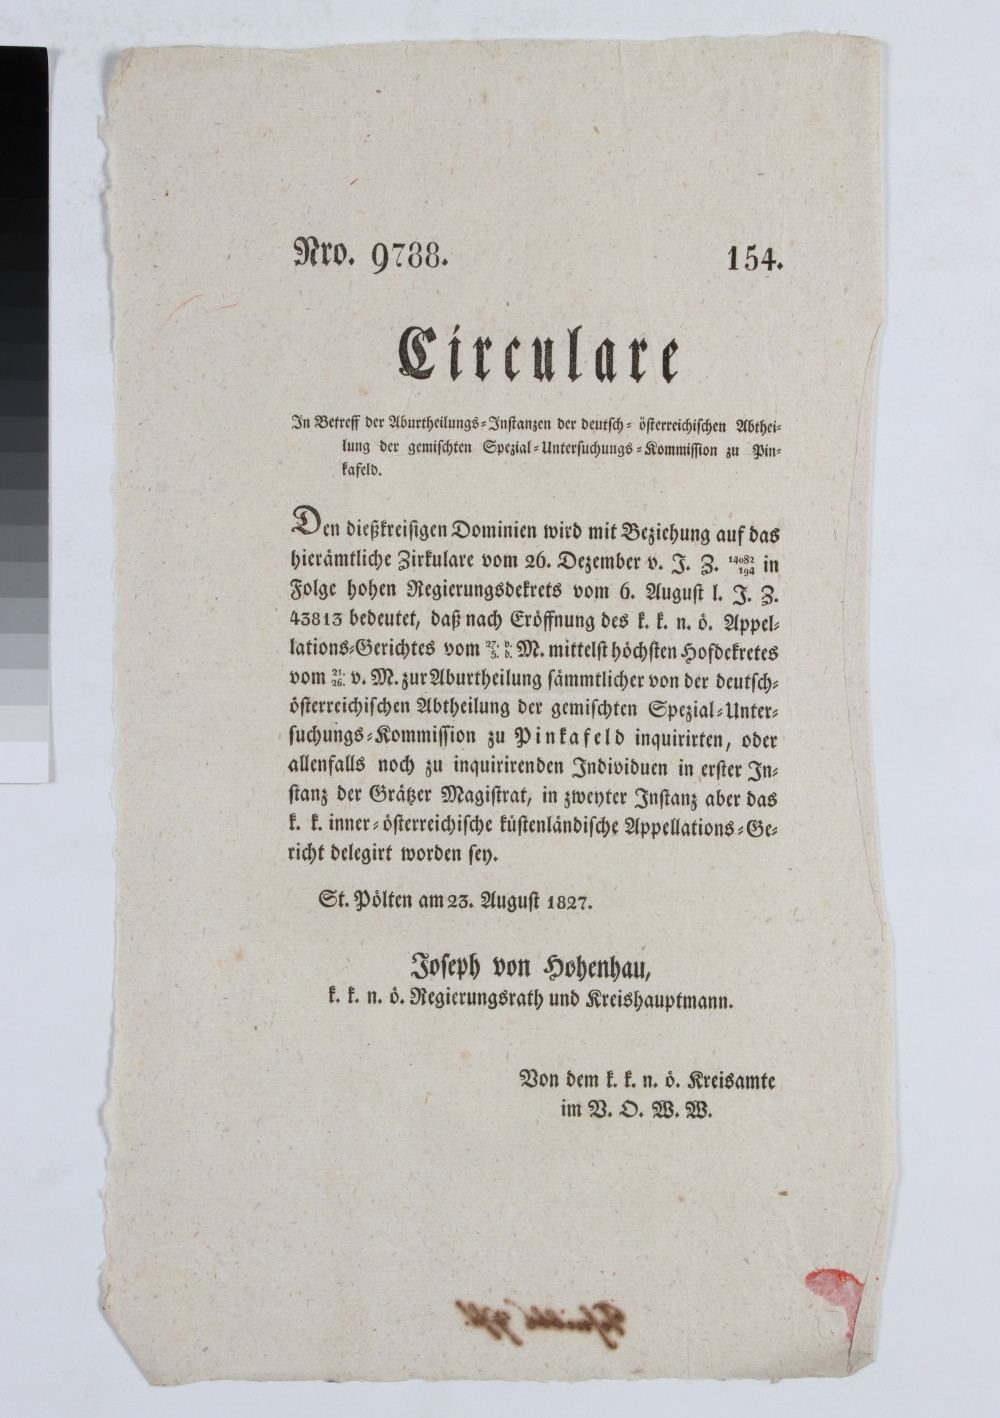 Nro. 9788.
154.
Circulare
In Betreff der Aburtheilungs-Instanzen der deutsch-österreichischen Abthei-
lung der gemischten Spezial-Untersuchungs-Kommission zu Pin-
kafeld.
Den dießkreisigen Dominien wird mit Beziehung auf das
hierämtliche Zirkulare vom 26. Dezember v. J. Z. 14082/194 in
Folge hohen Regierungsdekrets vom 6. August l. J. Z.
43813 bedeutet, daß nach Eröffnung des k. k. n. ö. Appel-
lations-Gerichtes vom 27./5. v./d. M. mittelst höchsten Hofdekretes
vom 21./26. v. M. zur Aburtheilung sämmtlicher von der deutsch-
österreichischen Abtheilung der gemischten Spezial-Unter-
suchungs-Kommission zu Pinkafeld inquirirten, oder
allenfalls noch zu inquirirenden Individuen in erster In-
stanz der Grätzer Magistrat, in zweyter Instanz aber das
k. k. inner-österreichische küstenländische Appellations-Ge-
richt delegirt worden sey.
St. Pölten am 23. August 1827.
Joseph von Hohenhau,
k. k. n. ö. Regierungsrath und Kreishauptmann.
Von dem k. k. n. ö. Kreisamte
im V. O. W. W.